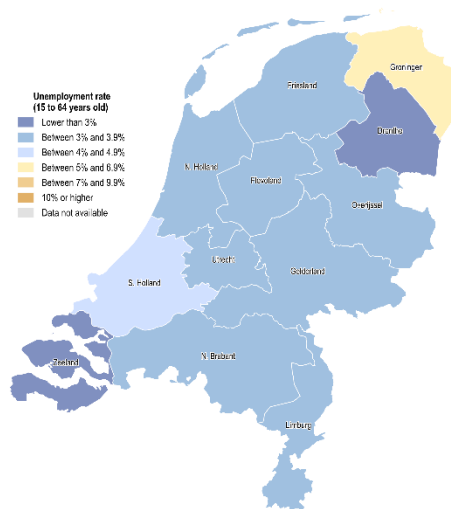 Unemployment rate
(15 to 64 years old)
Lower than 3%
Between 3% and 3.9%
Between 4% and 4.9%
Between 5% and 6.9%
Between 7% and 9.9%
10% or higher
Data not available
Groningen
Friesland
Drenthe
N. Holland
Flevoland
Overijssel
Utrecht
Gelderland
S. Holland
N. Brabant
Zeeland
Limburg